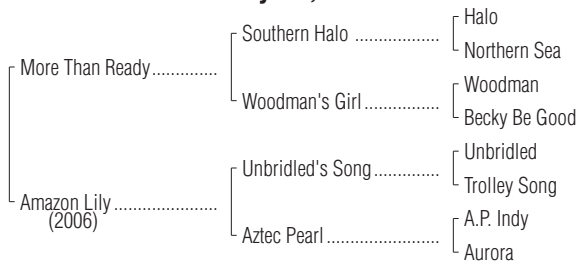 Halo
Southern Halo ..................
Northern Sea
More Than Ready..............
Woodman
Woodman's Girl ................
Becky Be Good
Unbridled
Unbridled's Song..............
Trolley Song
Amazon Lily ......................
(2006)
A.P. Indy
Aztec Pearl .......................
Aurora